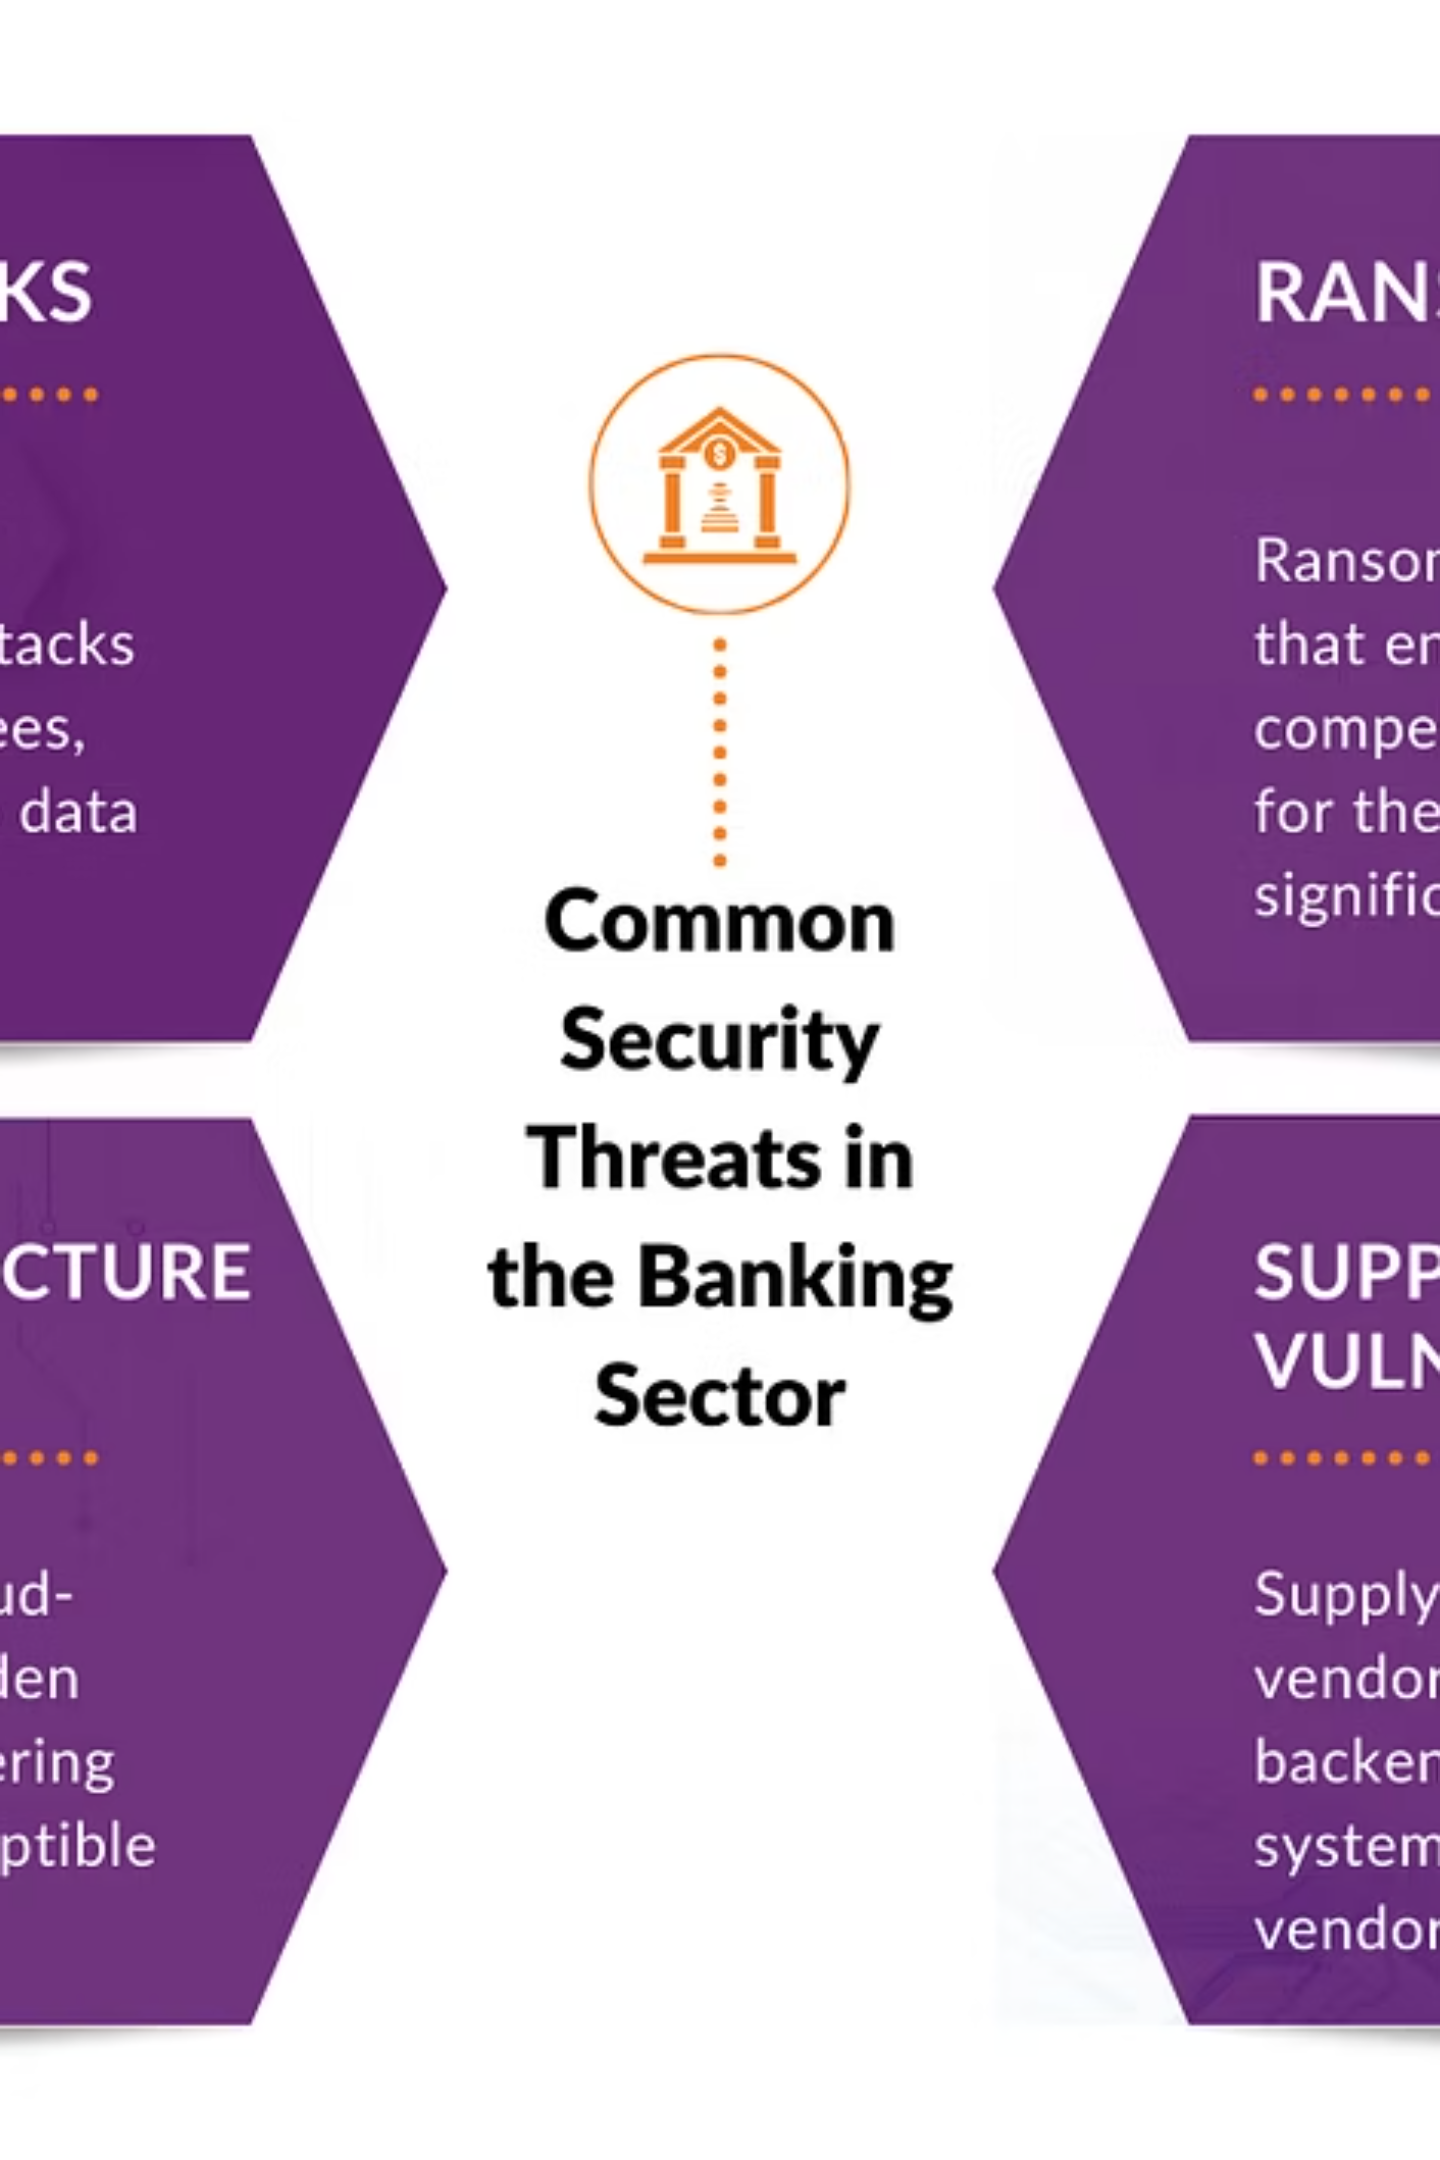 KS
tacks
ees,
data
$
Common
Security
Threats in
the Banking
Sector
RANS
Ransom
that en
compe
for the
signific
CTURE
ud-
den
ering
ptible
SUPP
VULN
Supply
vendor
backen
system
vendor